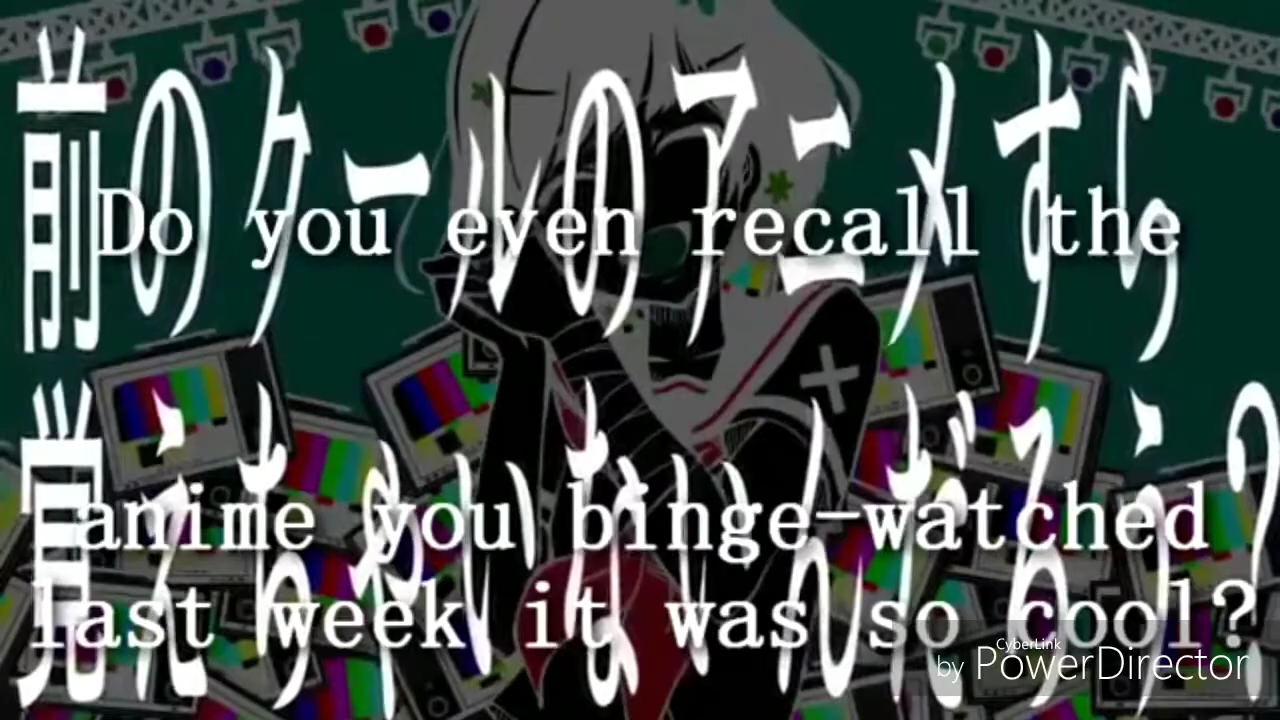 前のクールのアニメすら
Do you even recall the
覚えちゃいないんだろう?
anime you binge-watched
last week it was so cool?
CyberLink
by PowerDirector